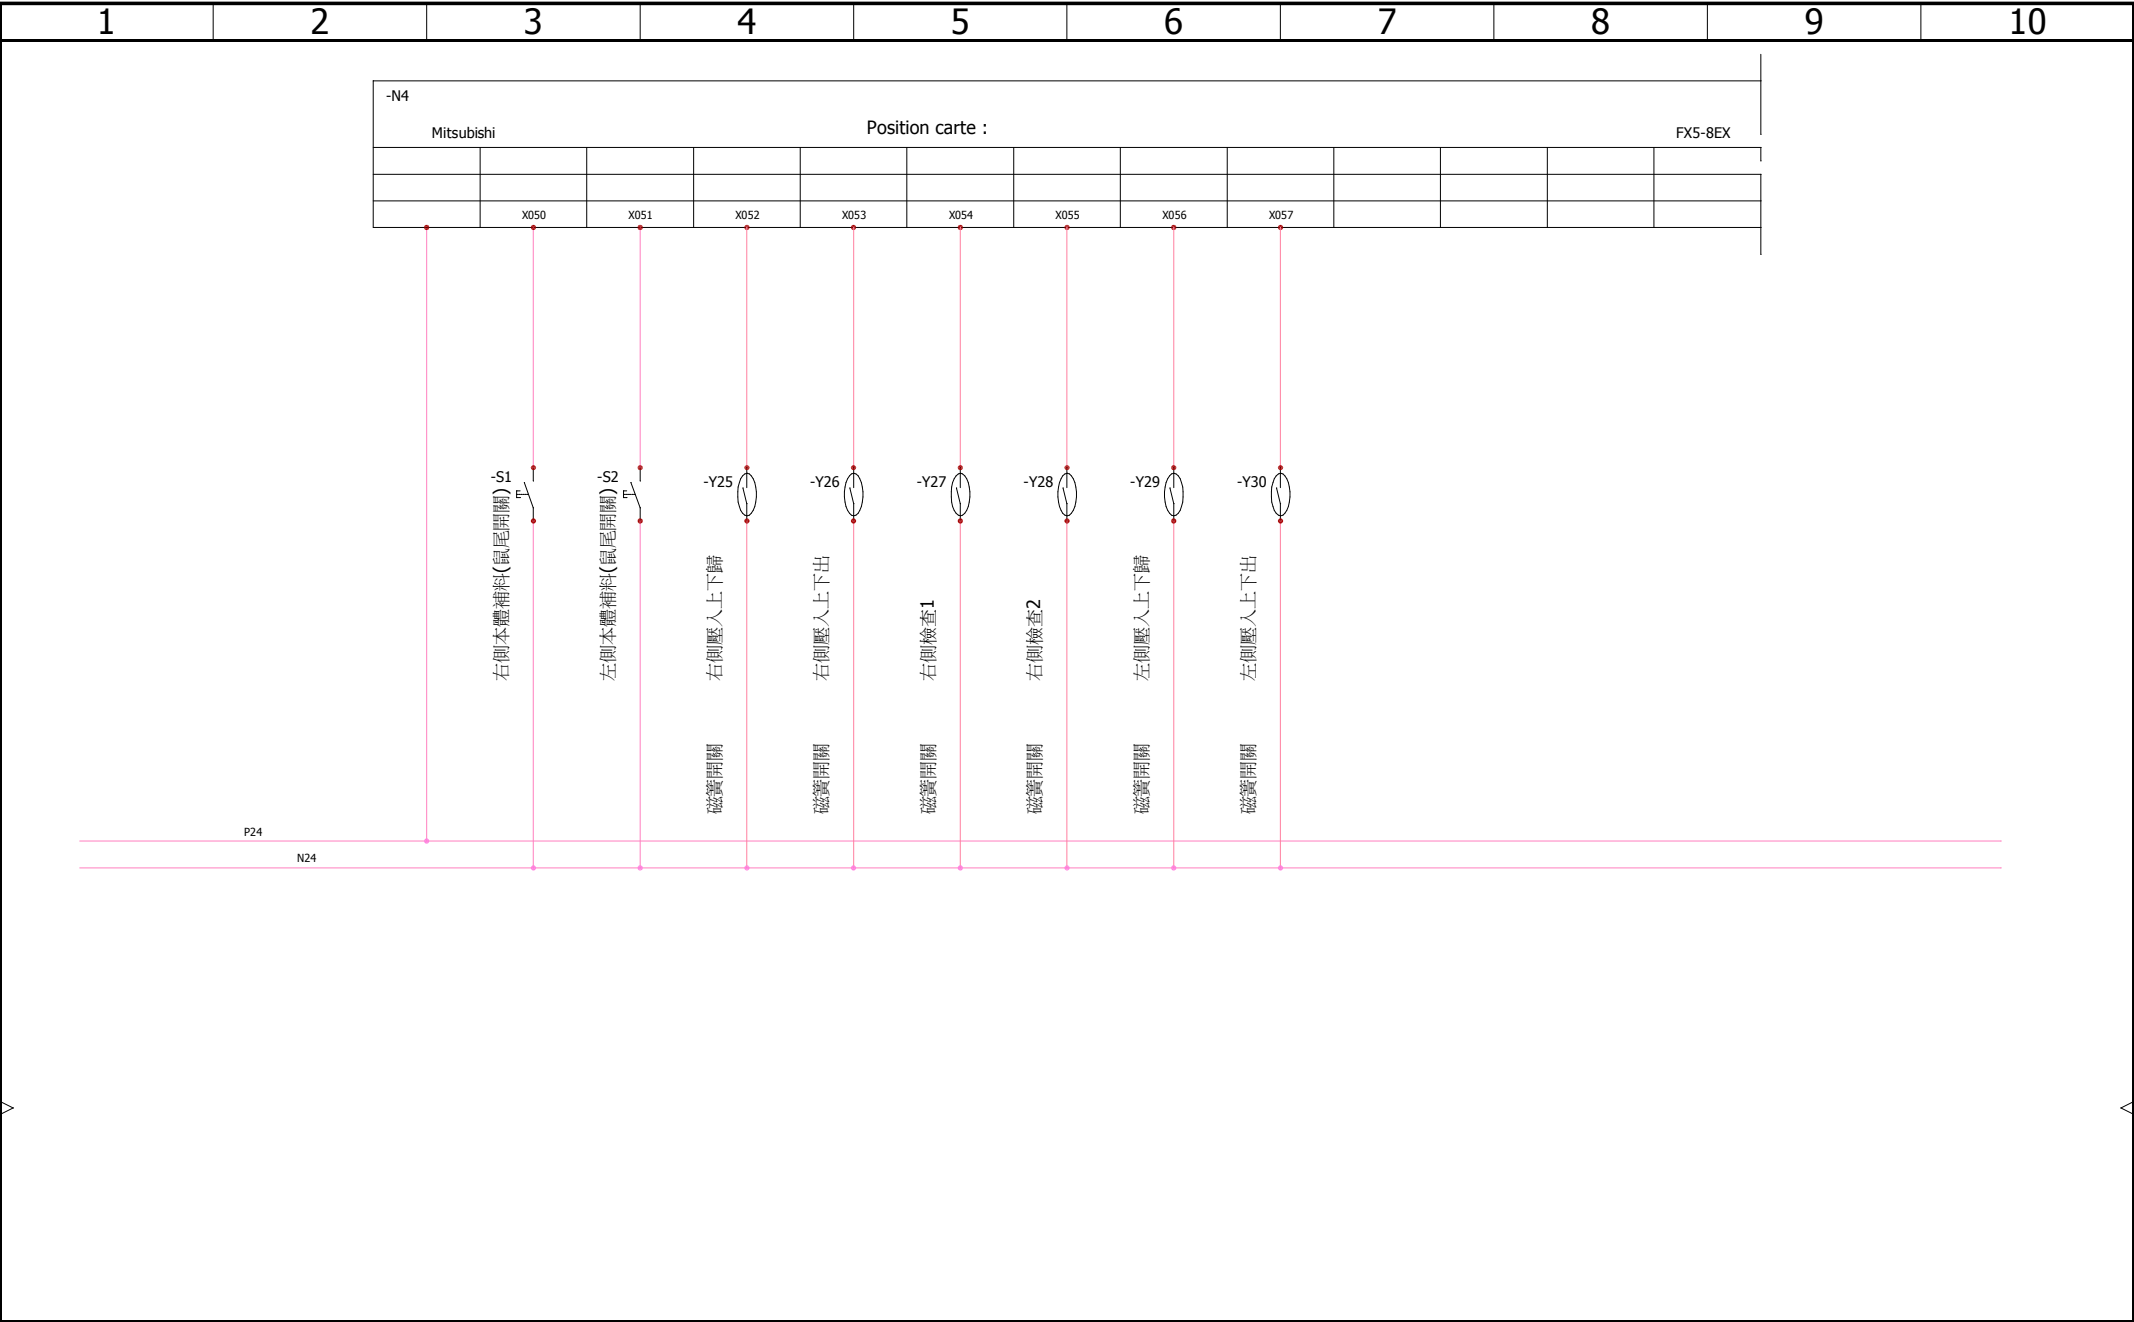 1 2 3 4 5 6 7 8 9 10
-N4
Mitsubishi Position carte : FX5-8EX
X050 X051 X052 X053 X054 X055 X056 X057
-S1 -S2 -Y25 -Y26 -Y27 -Y28 -Y29 -Y30
右側本體補料(鼠尾開關)
左側本體補料(鼠尾開關)
右側壓入上下歸
右側壓入上下出
右側檢查1
右側檢查2
左側壓入上下歸
左側壓入上下出
磁簧開關
磁簧開關
磁簧開關
磁簧開關
磁簧開關
磁簧開關
P24
N24